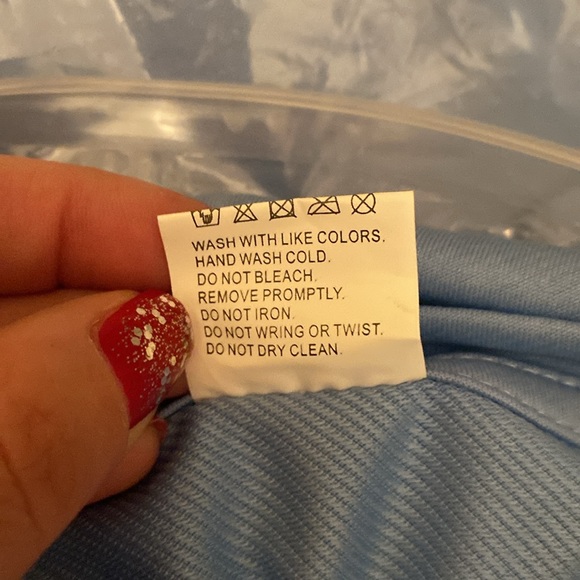 WASH WITH LIKE COLORS.
HAND WASH COLD.
DO NOT BLEACH.
REMOVE PROMPTLY.
DO NOT IRON.
DO NOT WRING OR TWIST.
DO NOT DRY CLEAN.